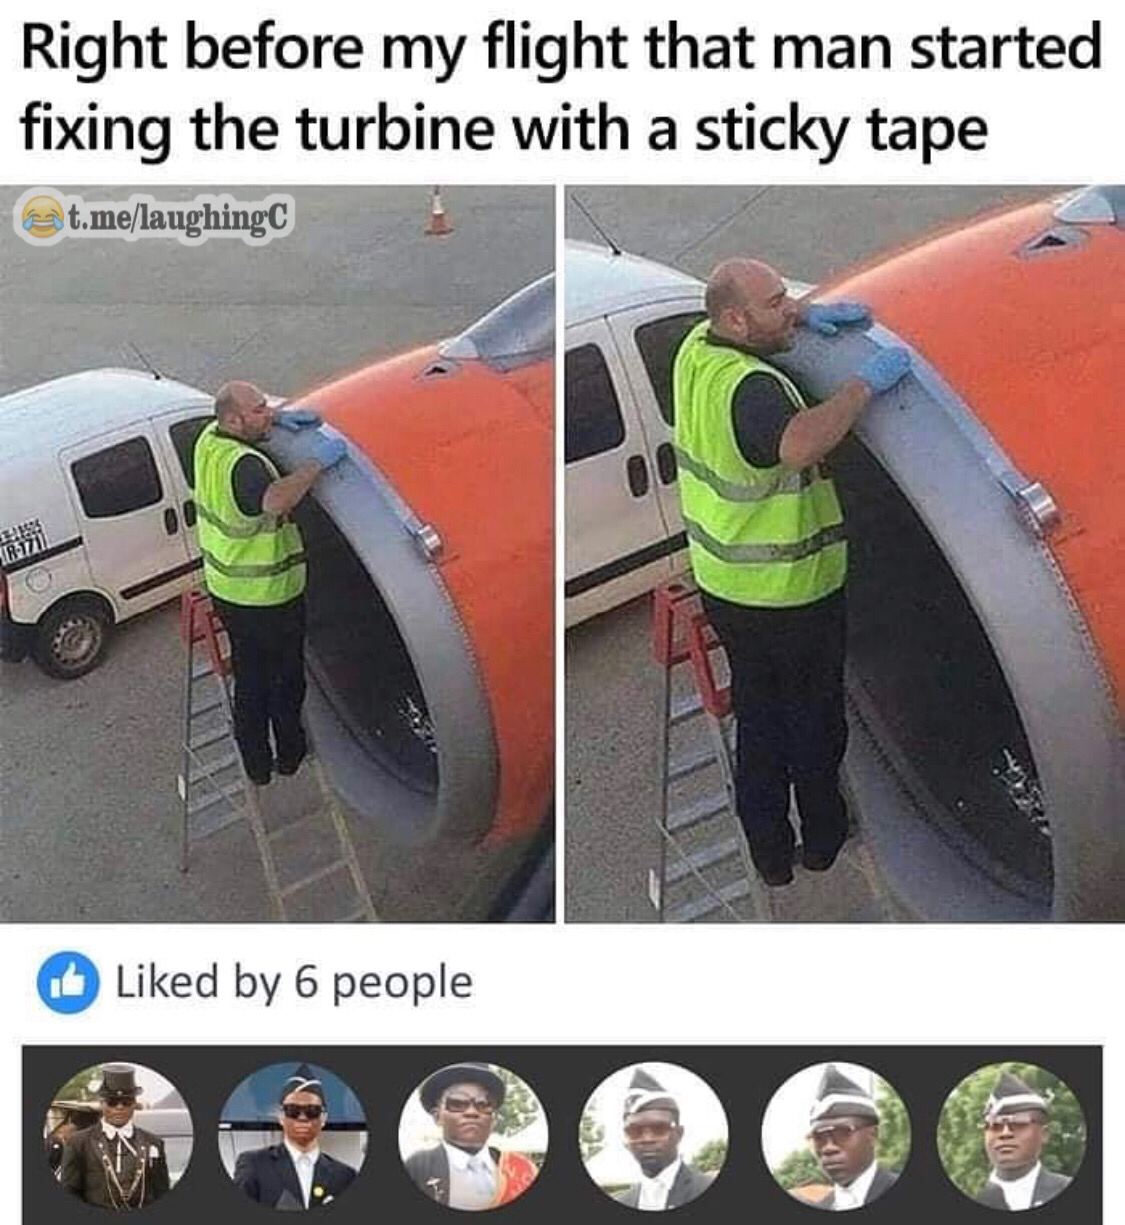 Right before my flight that man started
fixing the turbine with a sticky tape
t.me/laughingC
R-171
Liked by 6 people